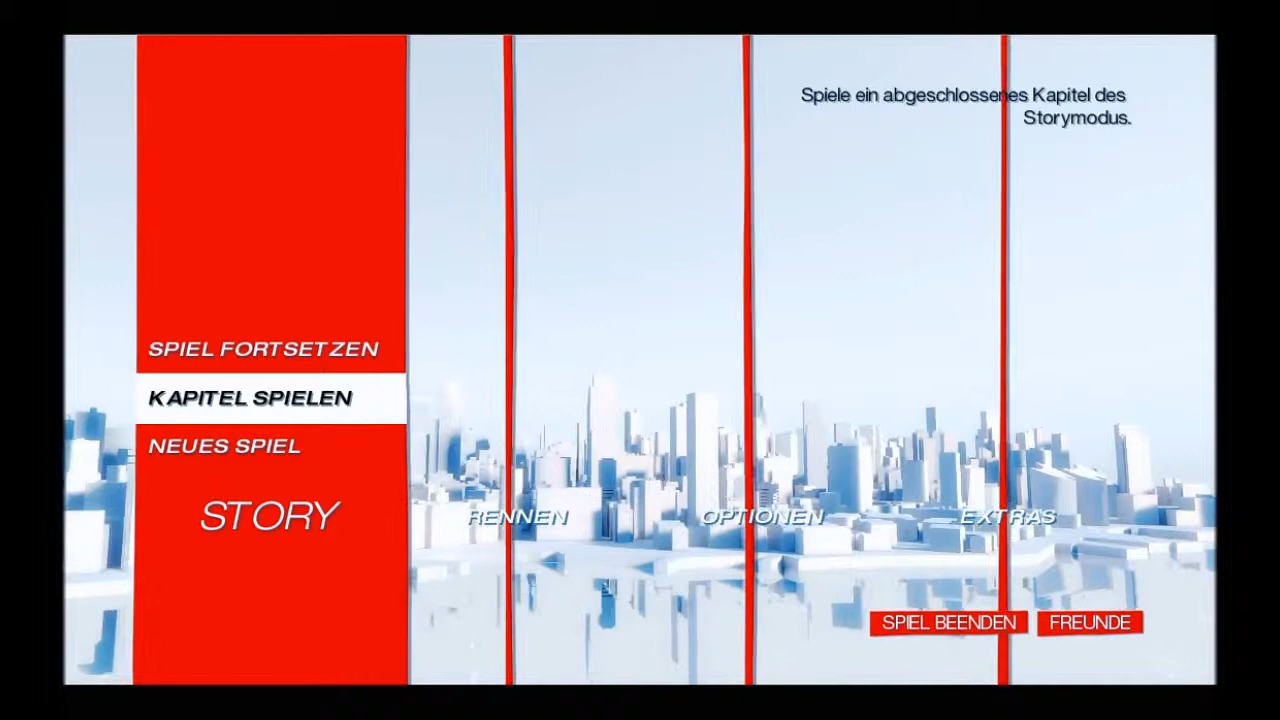 Spiele ein abgeschlossenes Kapitel des
Storymodus.
SPIEL FORTSETZEN
KAPITEL SPIELEN
NEUES SPIEL
STORY
RENNEN
OPTIONEN
EXTRAS
SPIEL BEENDEN
FREUNDE